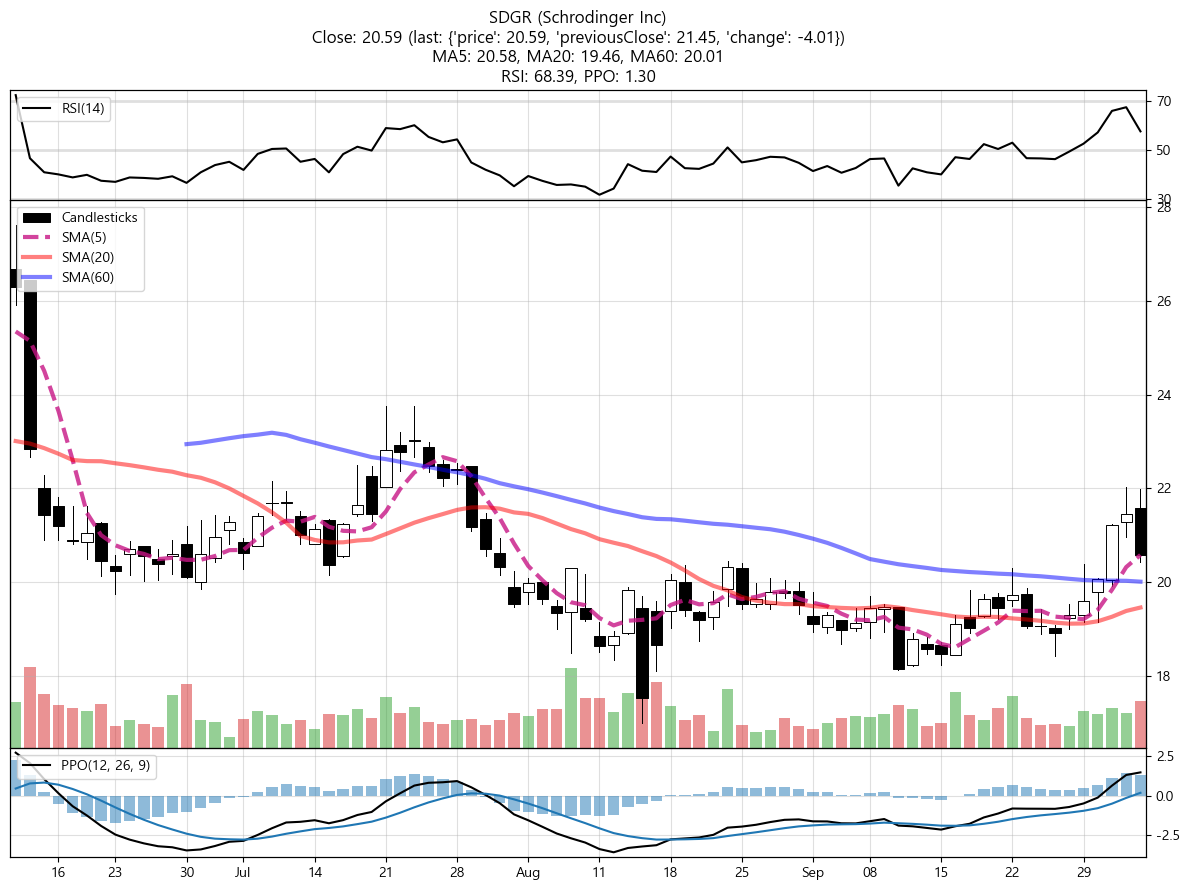 SDGR (Schrodinger Inc)
Close: 20.59 (last: {'price': 20.59, 'previousClose': 21.45, 'change': -4.01})
MA5: 20.58, MA20: 19.46, MA60: 20.01
RSI: 68.39, PPO: 1.30
RSI(14)
70
50
30
Candlesticks
SMA(5)
SMA(20)
SMA(60)
28
26
24
22
20
18
PPO(12, 26, 9)
2.5
0.0
−2.5
16 23 30 Jul 14 21 28 Aug 11 18 25 Sep 08 15 22 29